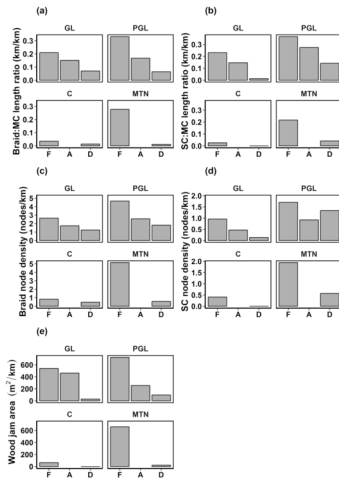 (a)
(b)
GL
PGL
GL
PGL
0.3
0.2
0.1
0.0
0.3
0.2
0.1
0.0
C
MTN
C
MTN
0.3
0.2
0.1
0.0
0.3
0.2
0.1
0.0
F A D
F A D
F A D
F A D
Braid:MC length ratio (km/km)
SC:MC length ratio (km/km)
(c)
(d)
GL
PGL
GL
PGL
5
4
3
2
1
0
2.0
1.5
1.0
0.5
0.0
C
MTN
C
MTN
5
4
3
2
1
0
2.0
1.5
1.0
0.5
0.0
F A D
F A D
F A D
F A D
Braid node density (nodes/km)
SC node density (nodes/km)
(e)
GL
PGL
600
400
200
0
C
MTN
600
400
200
0
F A D
F A D
Wood jam area (m²/km)